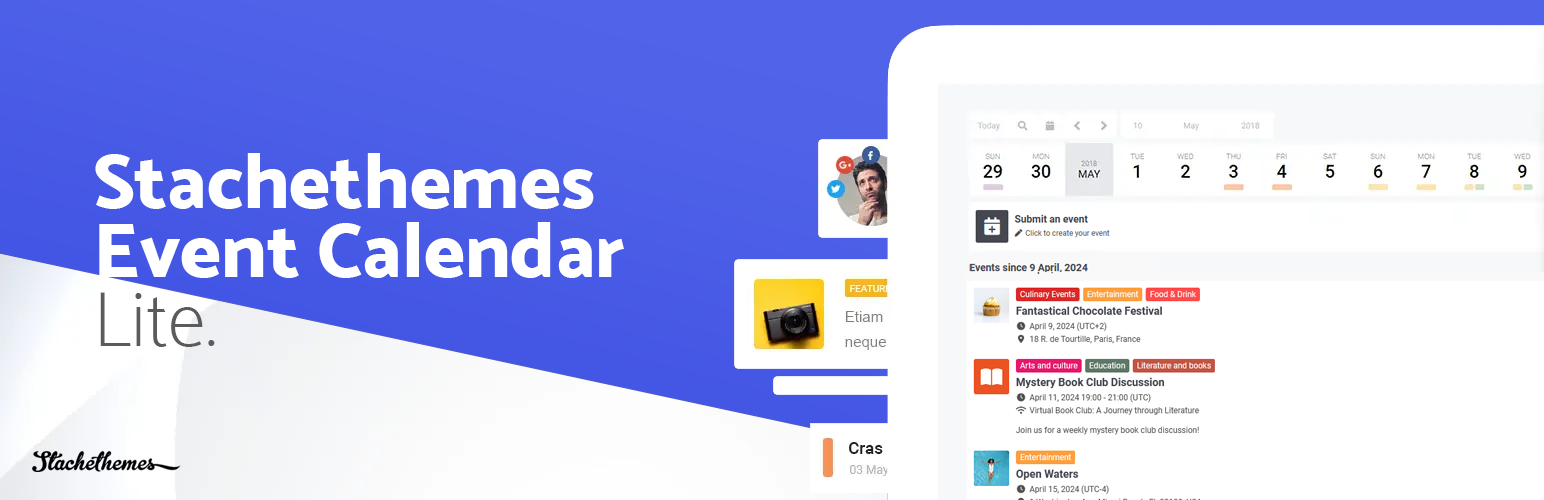 Stachethemes
Event Calendar
Lite.
Stachethemes
FEATUR
Etiam
neque
Cras
03 May
Today 10 May 2018
SUN MON 2018 TUE WED THU FRI SAT SUN MON TUE WED
29 30 MAY 1 2 3 4 5 6 7 8 9
Submit an event
Click to create your event
Events since 9 April, 2024
Culinary Events Entertainment Food & Drink
Fantastical Chocolate Festival
April 9, 2024 (UTC+2)
18 R. de Tourtille, Paris, France
Arts and culture Education Literature and books
Mystery Book Club Discussion
April 11, 2024 19:00 - 21:00 (UTC)
Virtual Book Club: A Journey through Literature
Join us for a weekly mystery book club discussion!
Entertainment
Open Waters
April 15, 2024 (UTC-4)